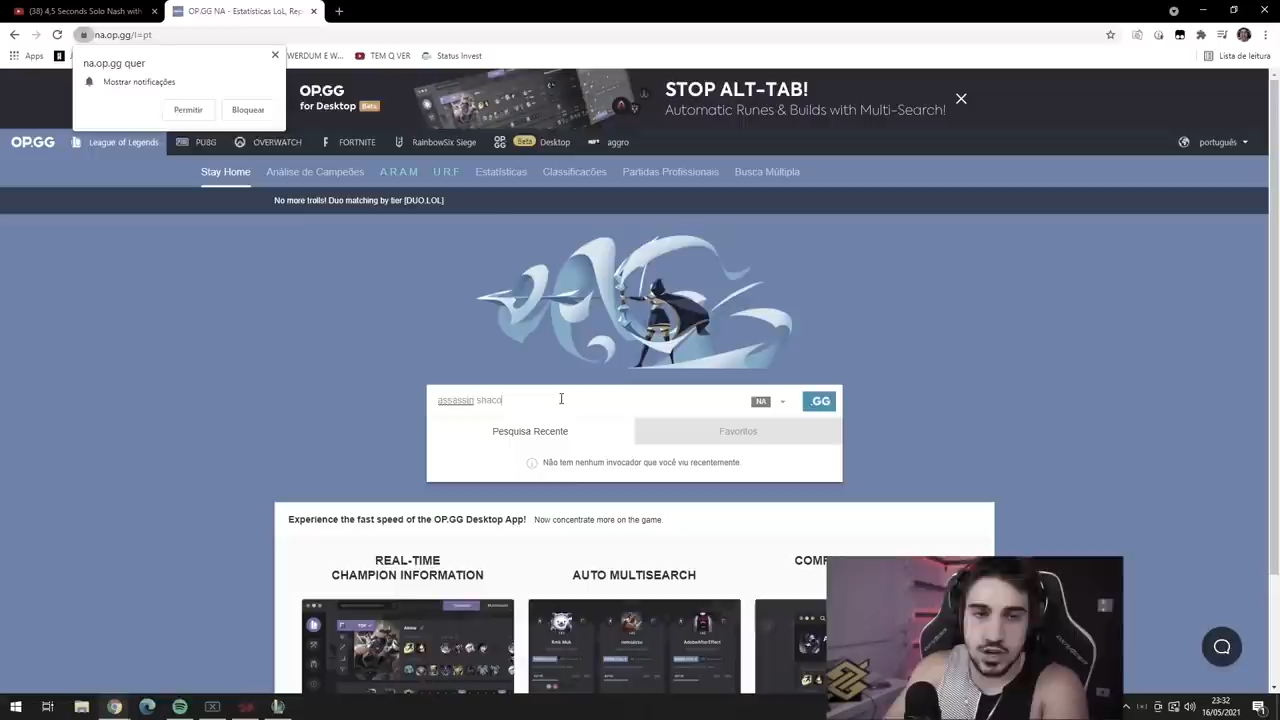 (38) 4,5 Seconds Solo Nash with
OP.GG NA - Estatísticas LoL, Rep
na.op.gg/l=pt
Apps
WERDUM E W...
TEM Q VER
Status Invest
Lista de leitura
na.op.gg quer
Mostrar notificações
Permitir
Bloquear
OP.GG
for Desktop Beta
STOP ALT-TAB!
Automatic Runes & Builds with Multi-Search!
OP.GG
League of Legends
PUBG
OVERWATCH
FORTNITE
RainbowSix Siege
OP
GG
Beta
Desktop
aggro
português
Stay Home
Análise de Campeões
A.R.A.M
U.R.F
Estatísticas
Classificações
Partidas Profissionais
Busca Múltipla
No more trolls! Duo matching by tier [DUO.LOL]
assassin shaco
NA
.GG
Pesquisa Recente
Favoritos
Não tem nenhum invocador que você viu recentemente.
Experience the fast speed of the OP.GG Desktop App!
Now concentrate more on the game.
REAL-TIME
CHAMPION INFORMATION
AUTO MULTISEARCH
COM
23:32
16/05/2021